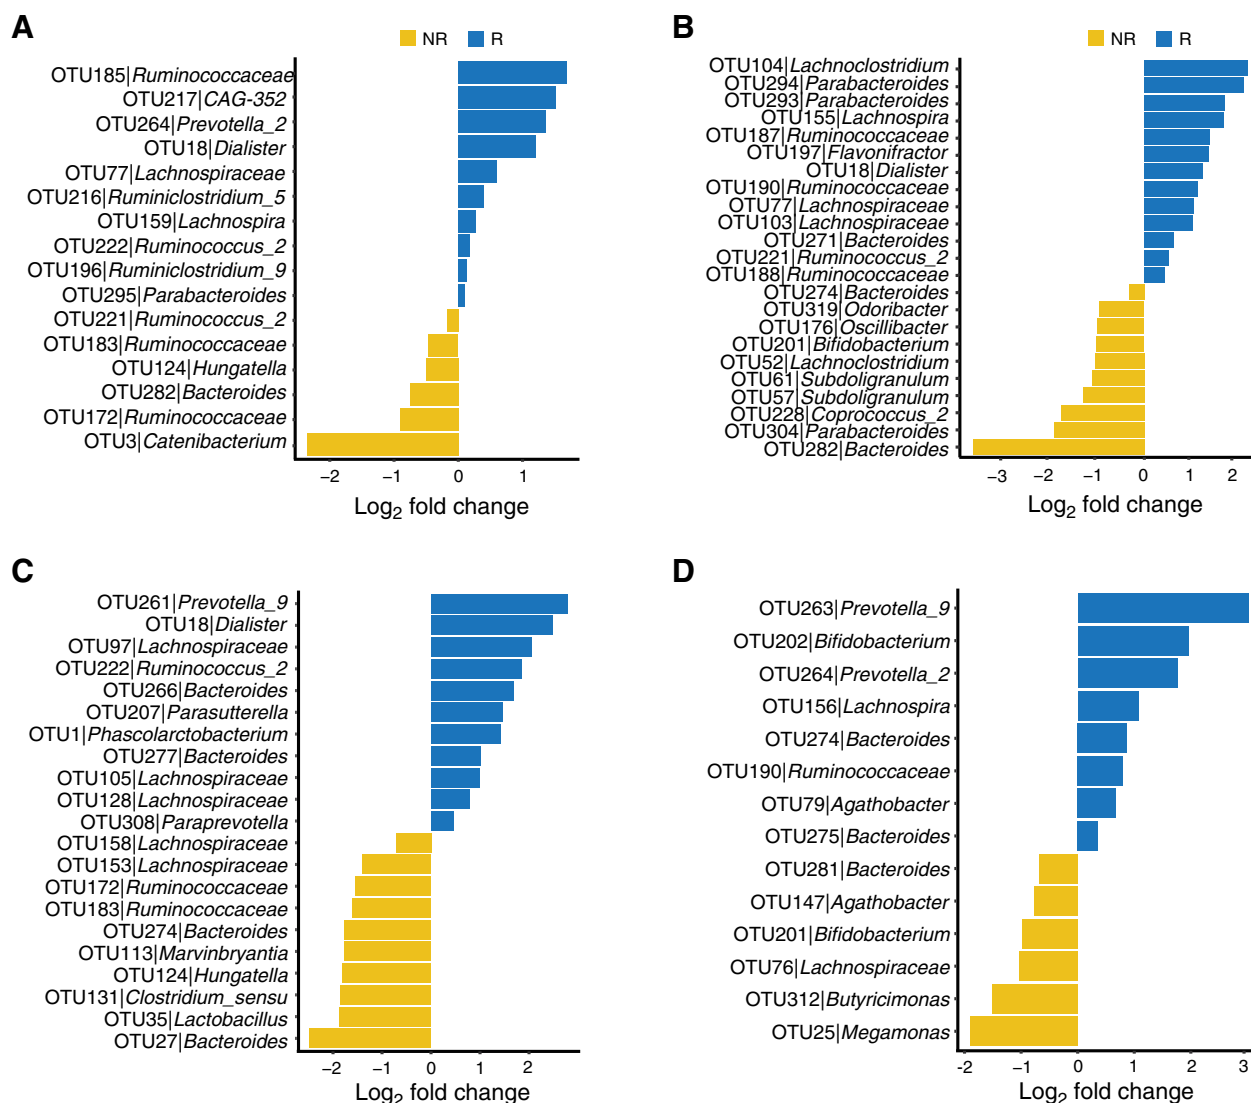 A
NR R
OTU185|Ruminococcaceae
OTU217|CAG-352
OTU264|Prevotella_2
OTU18|Dialister
OTU77|Lachnospiraceae
OTU216|Ruminiclostridium_5
OTU159|Lachnospira
OTU222|Ruminococcus_2
OTU196|Ruminiclostridium_9
OTU295|Parabacteroides
OTU221|Ruminococcus_2
OTU183|Ruminococcaceae
OTU124|Hungatella
OTU282|Bacteroides
OTU172|Ruminococcaceae
OTU3|Catenibacterium
−2 −1 0 1
Log2 fold change
B
NR R
OTU104|Lachnoclostridium
OTU294|Parabacteroides
OTU293|Parabacteroides
OTU155|Lachnospira
OTU187|Ruminococcaceae
OTU197|Flavonifractor
OTU18|Dialister
OTU190|Ruminococcaceae
OTU77|Lachnospiraceae
OTU103|Lachnospiraceae
OTU271|Bacteroides
OTU221|Ruminococcus_2
OTU188|Ruminococcaceae
OTU274|Bacteroides
OTU319|Odoribacter
OTU176|Oscillibacter
OTU201|Bifidobacterium
OTU52|Lachnoclostridium
OTU61|Subdoligranulum
OTU57|Subdoligranulum
OTU228|Coprococcus_2
OTU304|Parabacteroides
OTU282|Bacteroides
−3 −2 −1 0 1 2
Log2 fold change
C
OTU261|Prevotella_9
OTU18|Dialister
OTU97|Lachnospiraceae
OTU222|Ruminococcus_2
OTU266|Bacteroides
OTU207|Parasutterella
OTU1|Phascolarctobacterium
OTU277|Bacteroides
OTU105|Lachnospiraceae
OTU128|Lachnospiraceae
OTU308|Paraprevotella
OTU158|Lachnospiraceae
OTU153|Lachnospiraceae
OTU172|Ruminococcaceae
OTU183|Ruminococcaceae
OTU274|Bacteroides
OTU113|Marvinbryantia
OTU124|Hungatella
OTU131|Clostridium_sensu
OTU35|Lactobacillus
OTU27|Bacteroides
−2 −1 0 1 2
Log2 fold change
D
OTU263|Prevotella_9
OTU202|Bifidobacterium
OTU264|Prevotella_2
OTU156|Lachnospira
OTU274|Bacteroides
OTU190|Ruminococcaceae
OTU79|Agathobacter
OTU275|Bacteroides
OTU281|Bacteroides
OTU147|Agathobacter
OTU201|Bifidobacterium
OTU76|Lachnospiraceae
OTU312|Butyricimonas
OTU25|Megamonas
-2 −1 0 1 2 3
Log2 fold change